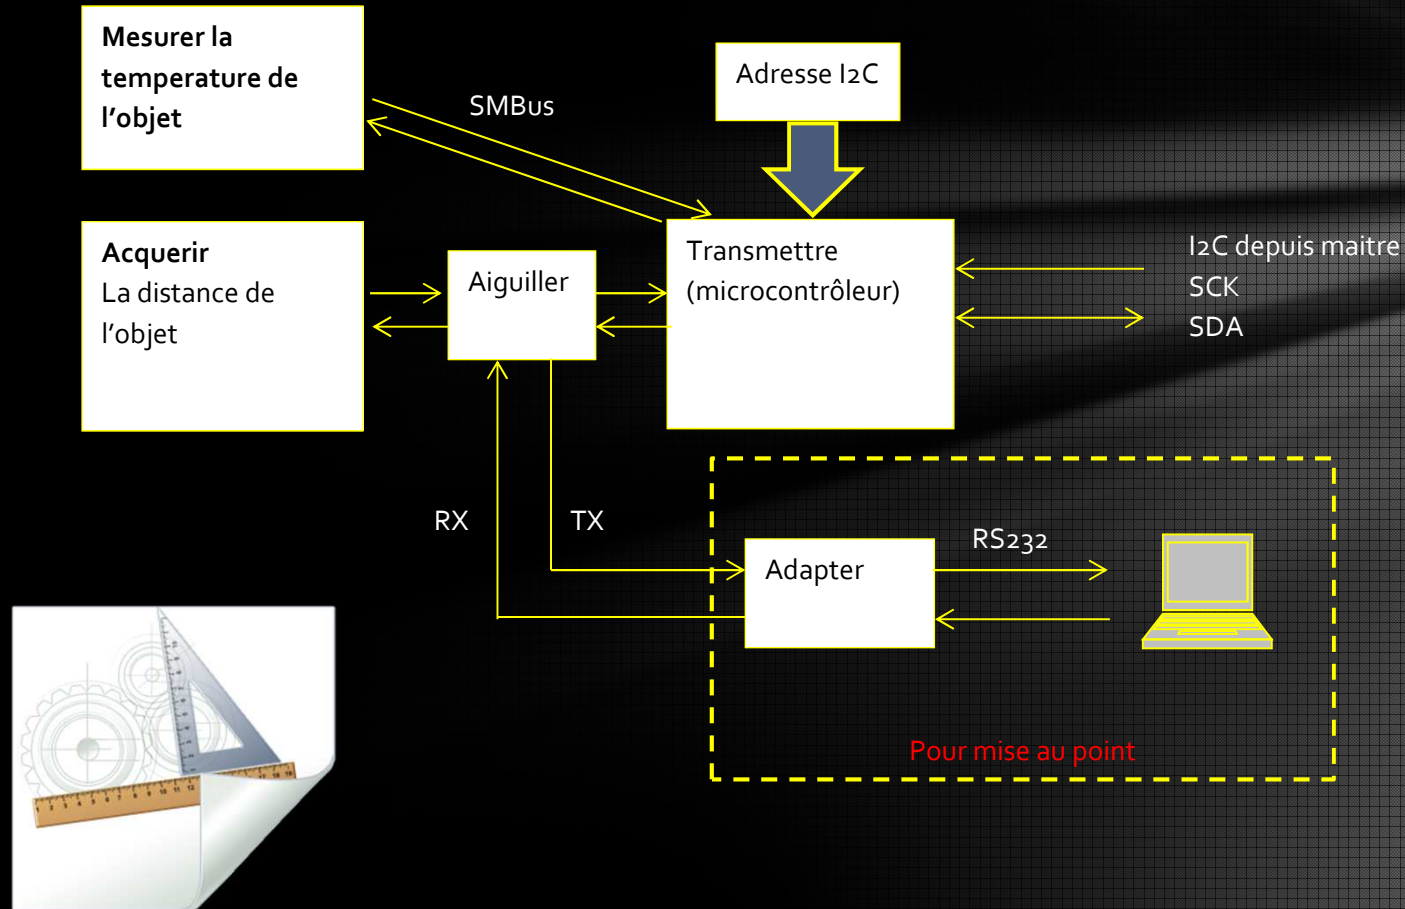 Mesurer la
temperature de
l'objet
SMBus
Adresse I2C
Acquerir
La distance de
l'objet
Aiguiller
Transmettre
(microcontrôleur)
I2C depuis maitre
SCK
SDA
RX
TX
Adapter
RS232
Pour mise au point